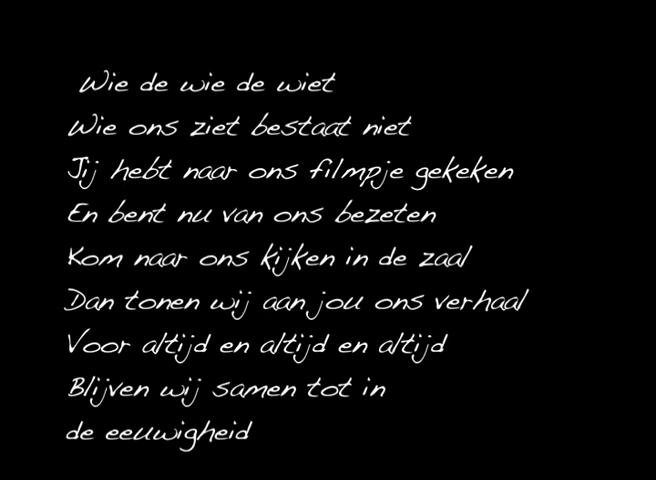 Wie de wie de wiet
Wie ons ziet bestaat niet
Jij hebt naar ons filmpje gekeken
En bent nu van ons bezeten
Kom naar ons kijken in de zaal
Dan tonen wij aan jou ons verhaal
Voor altijd en altijd en altijd
Blijven wij samen tot in
de eeuwigheid